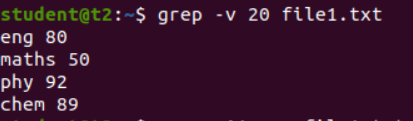 student@t2:~$ grep -v 20 file1.txt
eng 80
maths 50
phy 92
chem 89